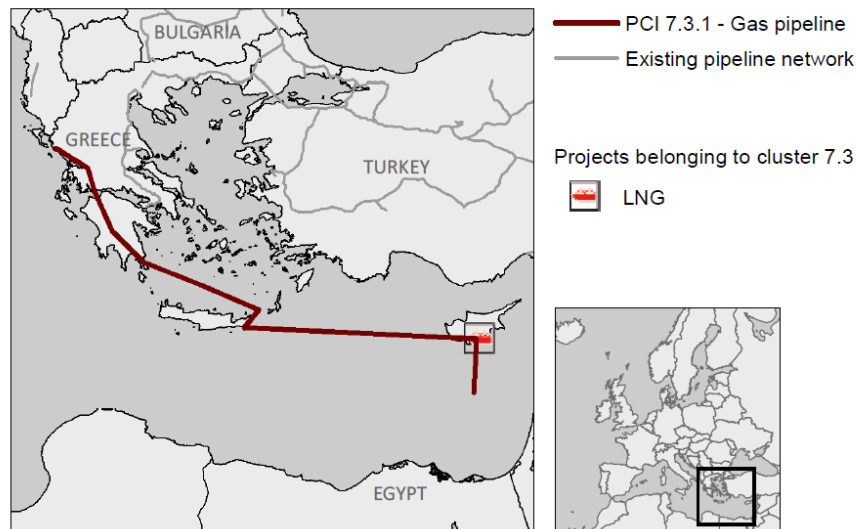 BULGARIA
GREECE
TURKEY
EGYPT
PCI 7.3.1 - Gas pipeline
Existing pipeline network
Projects belonging to cluster 7.3
LNG